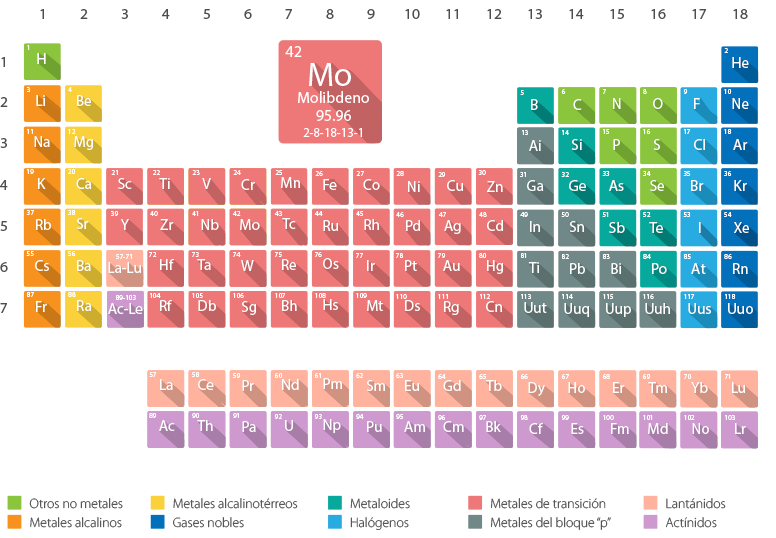 1 2 3 4 5 6 7 8 9 10 11 12 13 14 15 16 17 18
42
Mo
Molibdeno
95.96
2-8-18-13-1
1 1 H 2 He
2 3 Li 4 Be 5 B 6 C 7 N 8 O 9 F 10 Ne
3 11 Na 12 Mg 13 Ai 14 Si 15 P 16 S 17 Cl 18 Ar
4 19 K 20 Ca 21 Sc 22 Ti 23 V 24 Cr 25 Mn 26 Fe 27 Co 28 Ni 29 Cu 30 Zn 31 Ga 32 Ge 33 As 34 Se 35 Br 36 Kr
5 37 Rb 38 Sr 39 Y 40 Zr 41 Nb 42 Mo 43 Tc 44 Ru 45 Rh 46 Pd 47 Ag 48 Cd 49 In 50 Sn 51 Sb 52 Te 53 I 54 Xe
6 55 Cs 56 Ba 57-71 La-Lu 72 Hf 73 Ta 74 W 75 Re 76 Os 77 Ir 78 Pt 79 Au 80 Hg 81 Ti 82 Pb 83 Bi 84 Po 85 At 86 Rn
7 87 Fr 88 Ra 89-103 Ac-Le 104 Rf 105 Db 106 Sg 107 Bh 108 Hs 109 Mt 110 Ds 111 Rg 112 Cn 113 Uut 114 Uuq 115 Uup 116 Uuh 117 Uus 118 Uuo
57 La 58 Ce 59 Pr 60 Nd 61 Pm 62 Sm 63 Eu 64 Gd 65 Tb 66 Dy 67 Ho 68 Er 69 Tm 70 Yb 71 Lu
89 Ac 90 Th 91 Pa 92 U 93 Np 94 Pu 95 Am 96 Cm 97 Bk 98 Cf 99 Es 100 Fm 101 Md 102 No 103 Lr
Otros no metales Metales alcalinotérreos Metaloides Metales de transición Lantánidos
Metales alcalinos Gases nobles Halógenos Metales del bloque "p" Actínidos